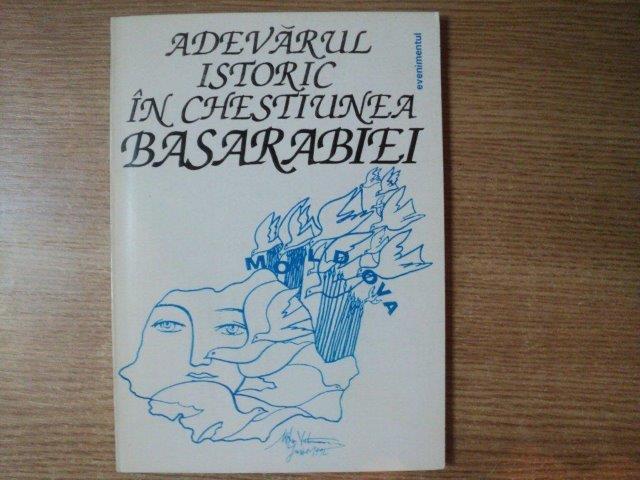 ADEVĂRUL
ISTORIC
ÎN CHESTIUNEA
BASARABIEI
evenimentul
MOLDOVA